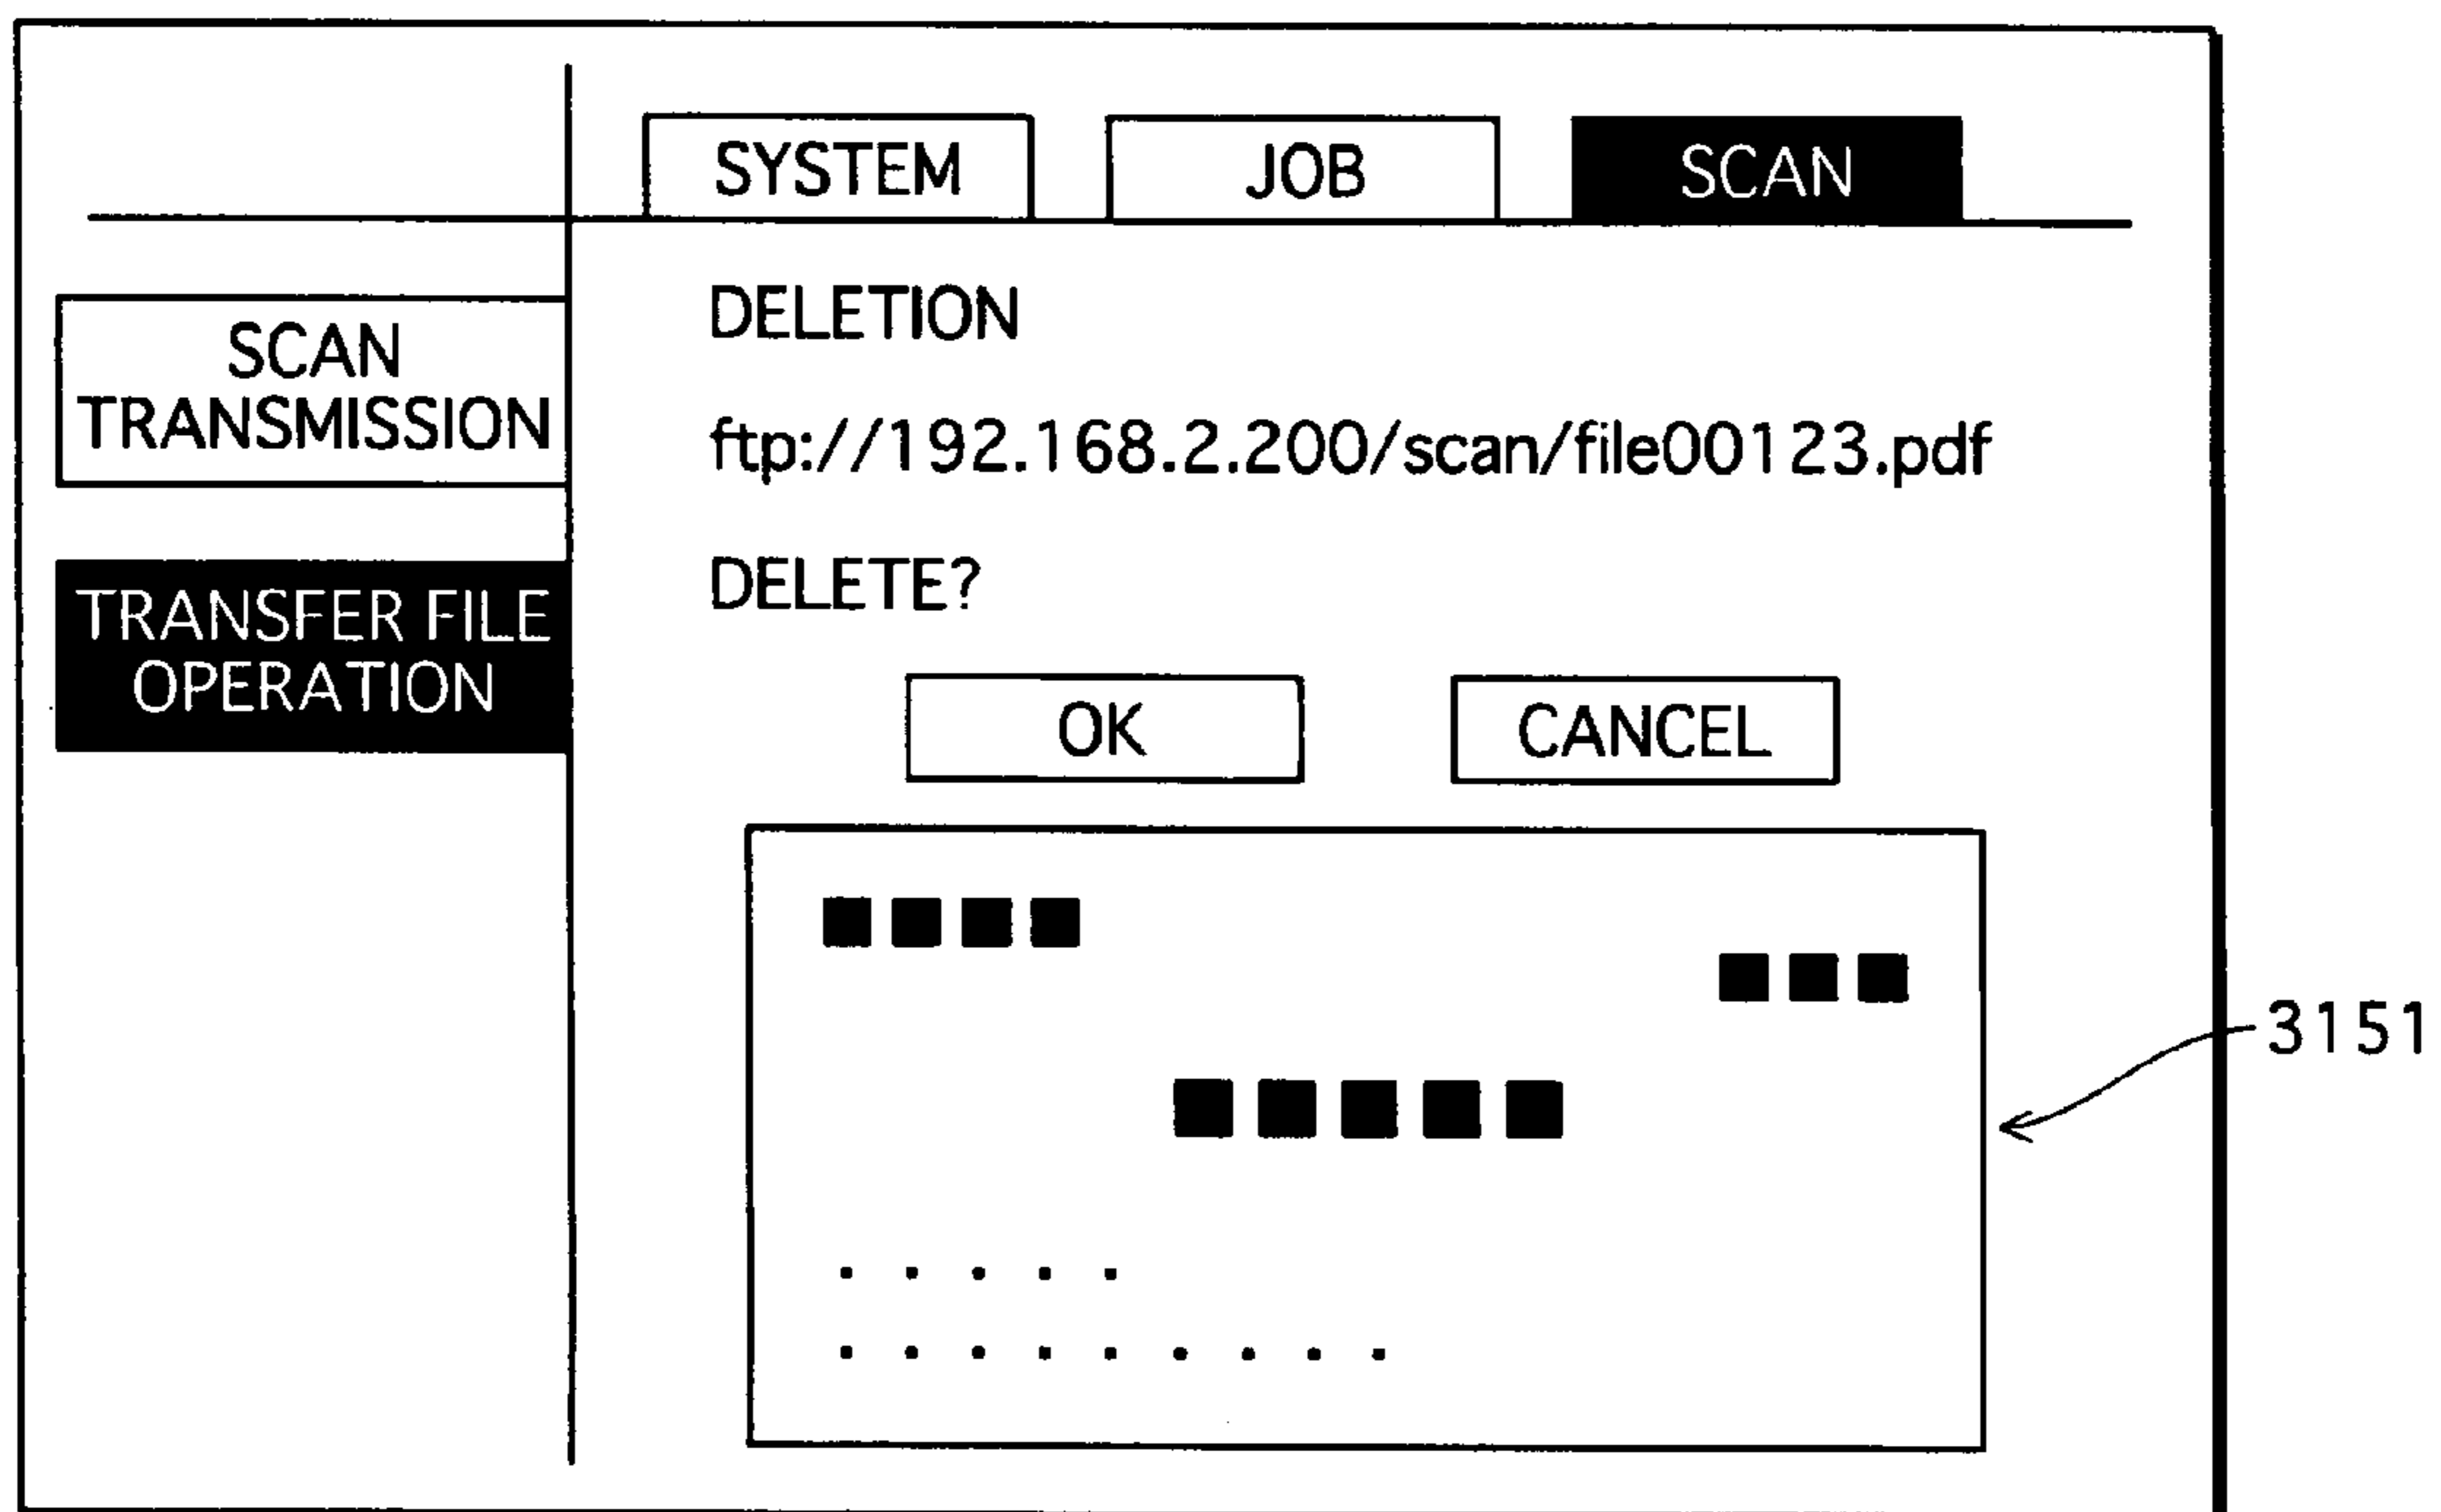 SYSTEM
JOB
SCAN
SCAN
TRANSMISSION
TRANSFER FILE
OPERATION
DELETION
ftp://192.168.2.200/scan/file00123.pdf
DELETE?
OK
CANCEL
3151